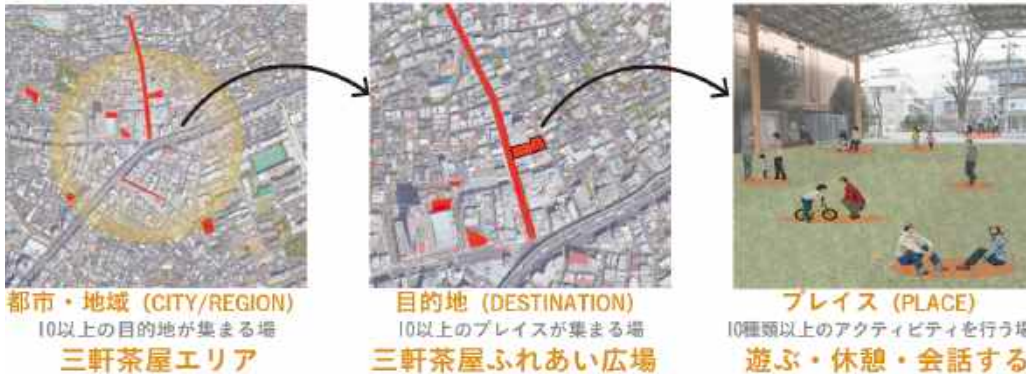 都市・地域 (CITY/REGION)
10以上の目的地が集まる場
三軒茶屋エリア
目的地 (DESTINATION)
10以上のプレイスが集まる場
三軒茶屋ふれあい広場
プレイス (PLACE)
10種類以上のアクティビティを行う場
遊ぶ・休憩・会話する